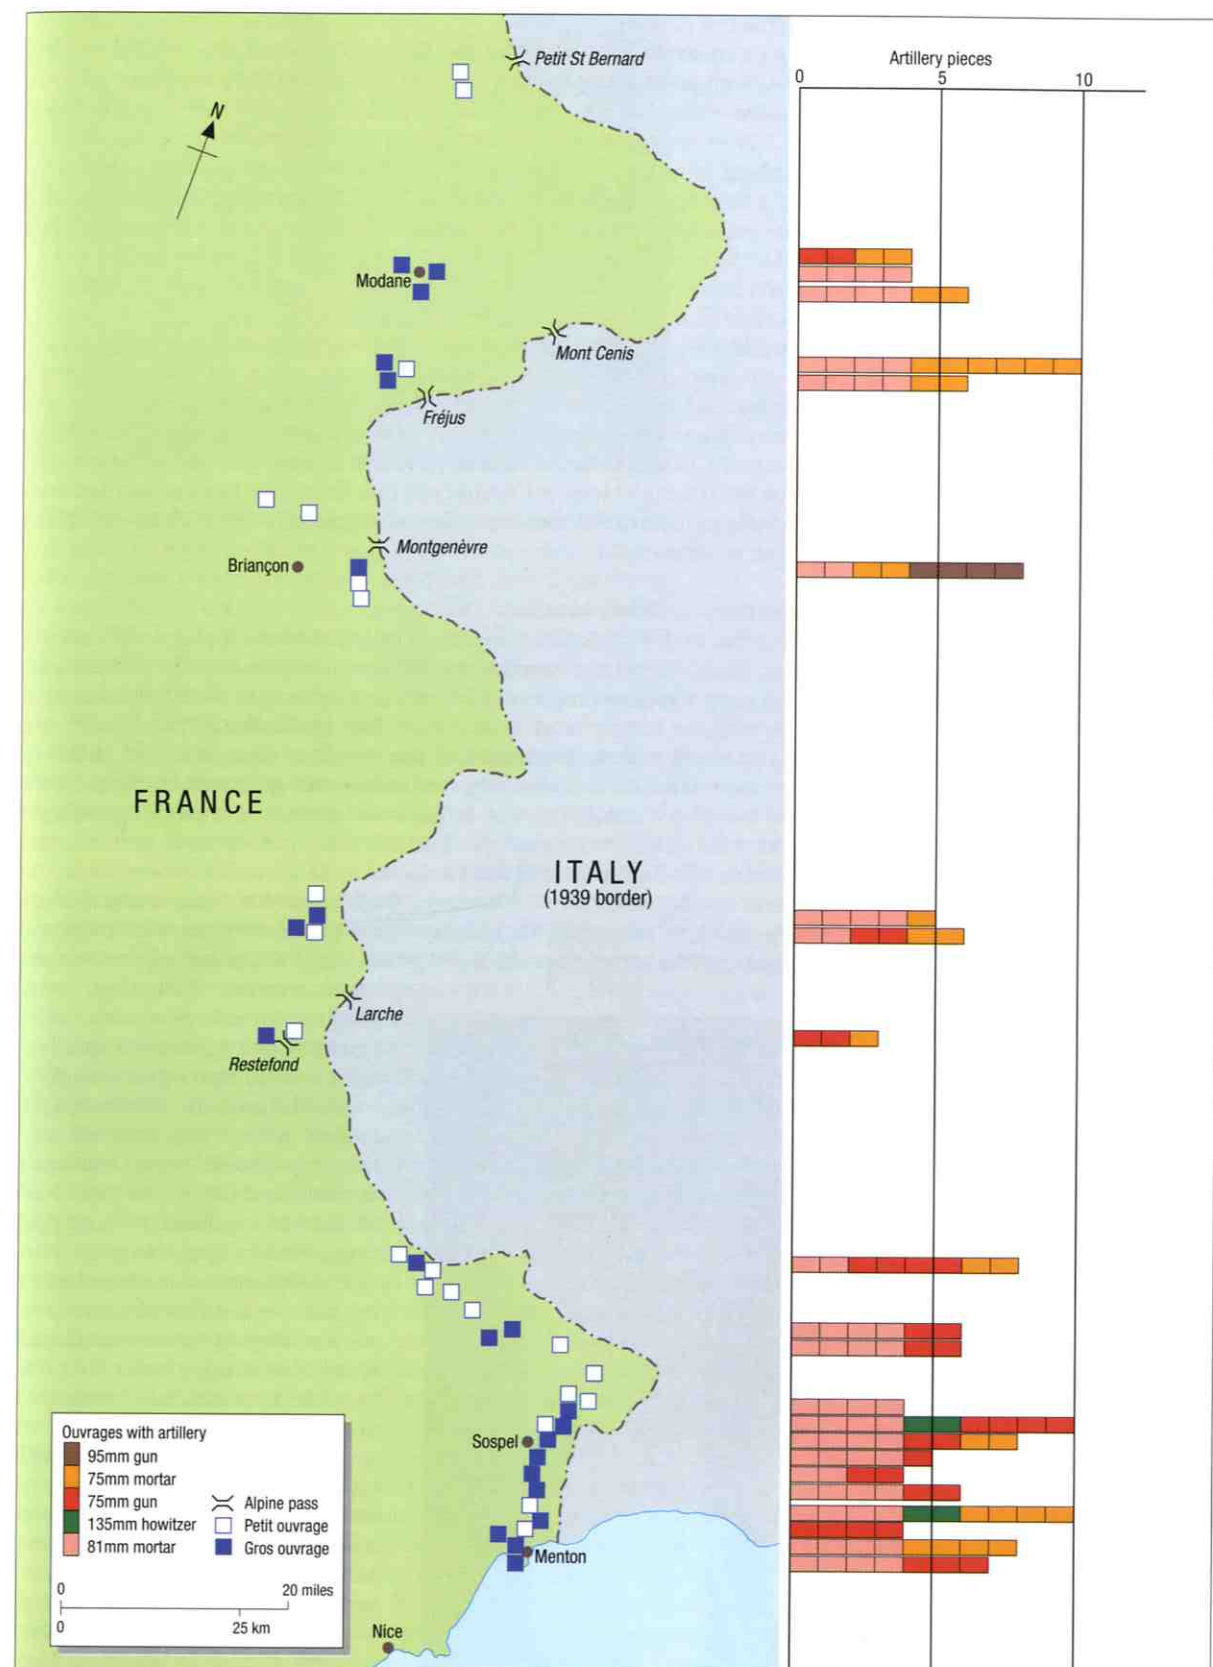 Petit St Bernard
Artillery pieces
0 5 10
N
Modane
Mont Cenis
Fréjus
Montgenèvre
Briançon
FRANCE
ITALY
(1939 border)
Larche
Restefond
Sospel
Menton
Nice
Ouvrages with artillery
95mm gun
75mm mortar
75mm gun
135mm howitzer
81mm mortar
Alpine pass
Petit ouvrage
Gros ouvrage
0 20 miles
0 25 km